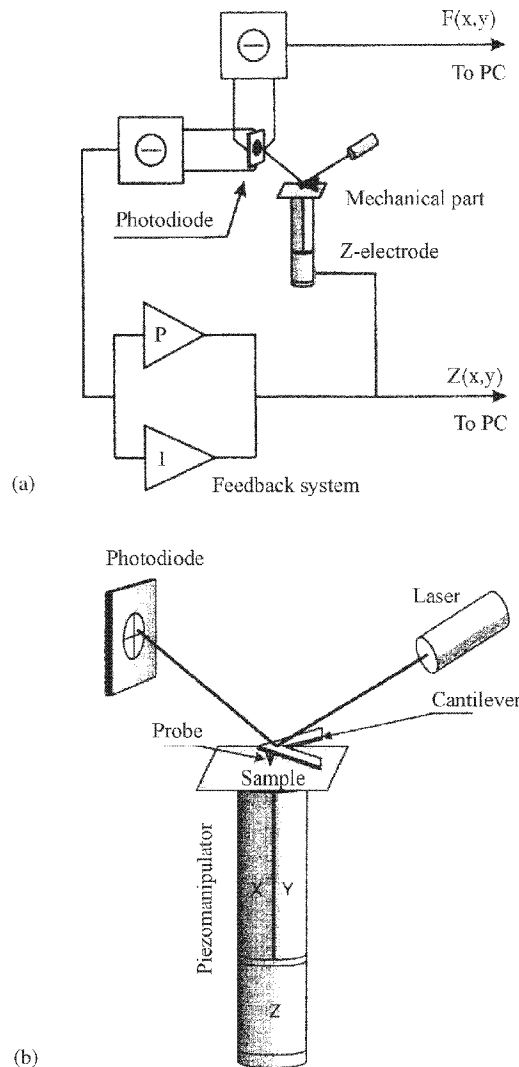 F(x,y)
To PC
Photodiode
Mechanical part
Z-electrode
P
Z(x,y)
To PC
I
Feedback system
(a)
Photodiode
Laser
Cantilever
Probe
Sample
Piezomanipulator
X
Y
Z
(b)